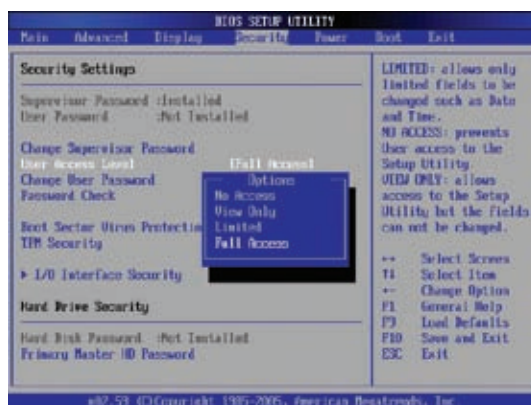 BIOS SETUP UTILITY
Main Advanced Display Security Power Boot Exit
Security Settings
Supervisor Password :Installed
User Password :Not Installed
Change Supervisor Password
User Access Level [Full Access]
Change User Password
Password Check
Boot Sector Virus Protectio
TPM Security
▶ I/O Interface Security
Hard Drive Security
Hard Disk Password :Not Installed
Primary Master HD Password
Options
No Access
View Only
Limited
Full Access
LIMITED: allows only
limited fields to be
changed such as Date
and Time.
NO ACCESS: prevents
User access to the
Setup Utility.
VIEW ONLY: allows
access to the Setup
Utility but the fields
can not be changed.
↔ Select Screen
↑↓ Select Item
+- Change Option
F1 General Help
F9 Load Defaults
F10 Save and Exit
ESC Exit
v02.59 (C)Copyright 1985-2005, American Megatrends, Inc.